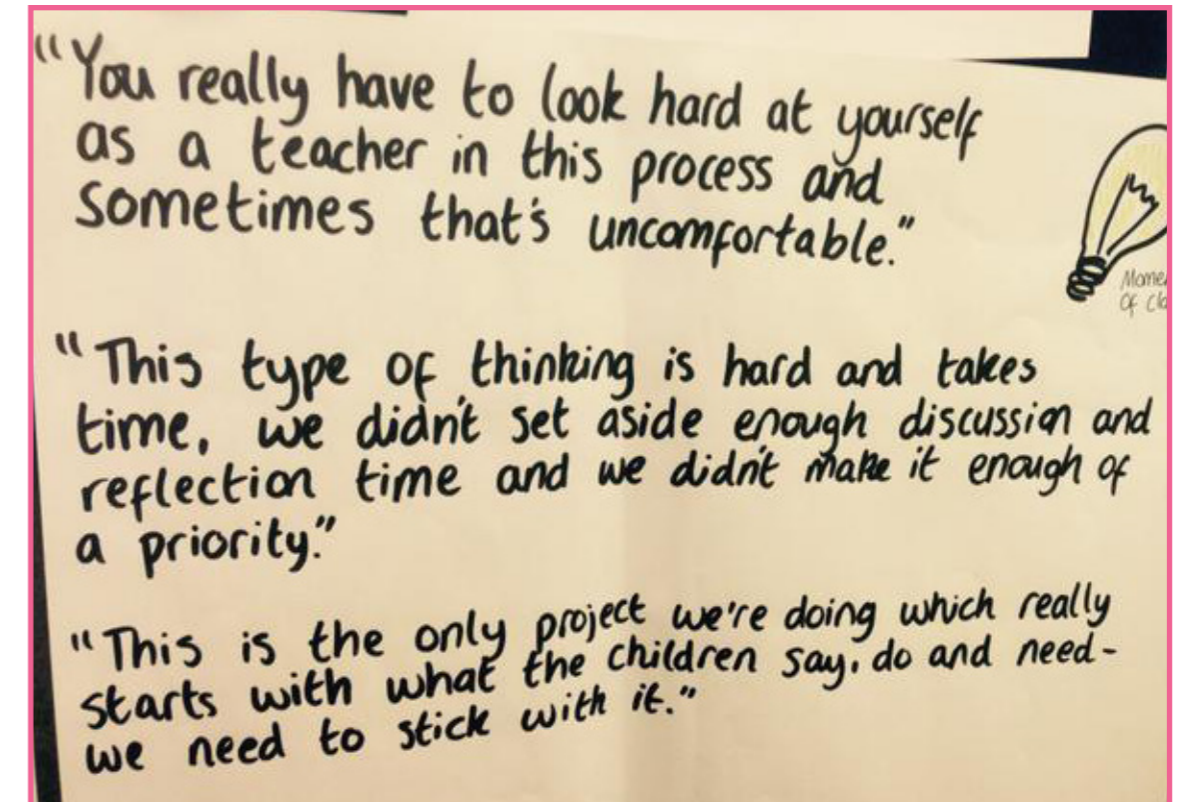 “You really have to look hard at yourself
as a teacher in this process and
sometimes that's uncomfortable.”
of
“This type of thinking is hard and takes
time, we didn't set aside enough discussion and
reflection time and we didn't make it enough of
a priority.”
“This is the only project we're doing which really
starts with what the children say, do and need-
we need to stick with it.”